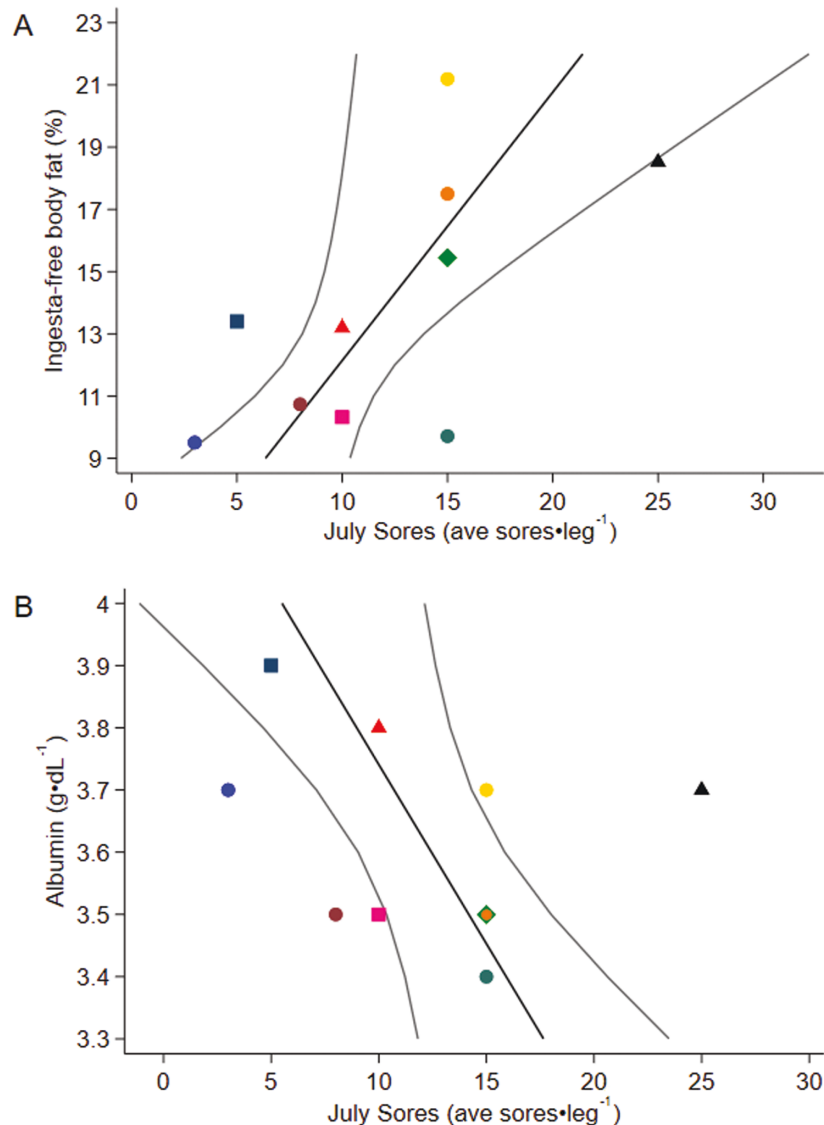 A
Ingesta-free body fat (%)
23
21
19
17
15
13
11
9
0 5 10 15 20 25 30
July Sores (ave sores•leg⁻¹)
B
Albumin (g•dL⁻¹)
4
3.9
3.8
3.7
3.6
3.5
3.4
3.3
0 5 10 15 20 25 30
July Sores (ave sores•leg⁻¹)